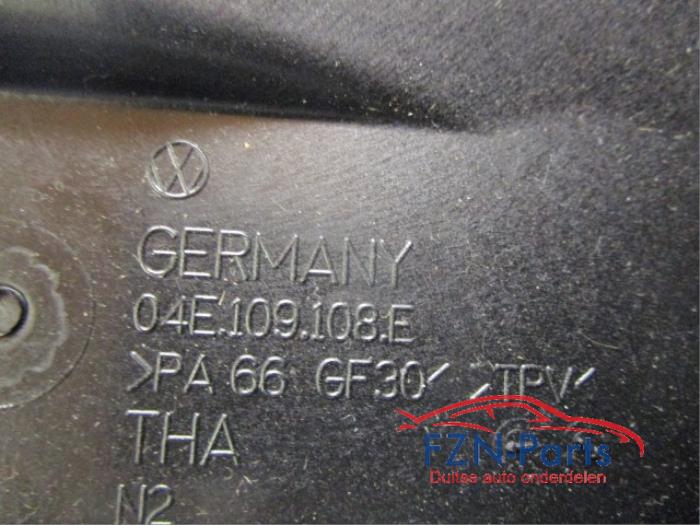 GERMANY
04E.109.108.E
>PA 66 GF30< >TPV<
THA
N2
FZN-Parts
Duitse auto onderdelen